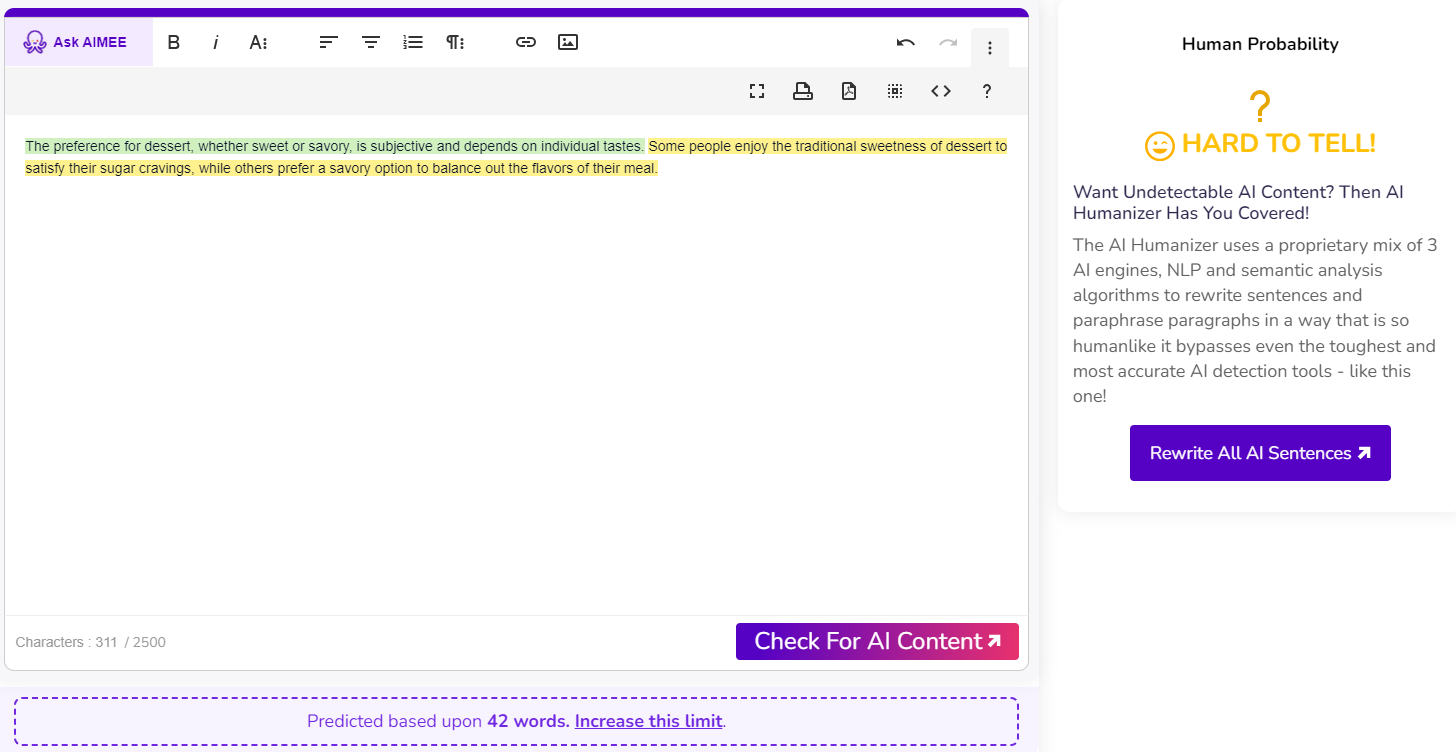 Ask AIMEE
B i A
The preference for dessert, whether sweet or savory, is subjective and depends on individual tastes. Some people enjoy the traditional sweetness of dessert to
satisfy their sugar cravings, while others prefer a savory option to balance out the flavors of their meal.
Characters : 311 / 2500
Check For AI Content
Predicted based upon 42 words. Increase this limit.
Human Probability
?
HARD TO TELL!
Want Undetectable AI Content? Then AI
Humanizer Has You Covered!
The AI Humanizer uses a proprietary mix of 3
AI engines, NLP and semantic analysis
algorithms to rewrite sentences and
paraphrase paragraphs in a way that is so
humanlike it bypasses even the toughest and
most accurate AI detection tools - like this
one!
Rewrite All AI Sentences